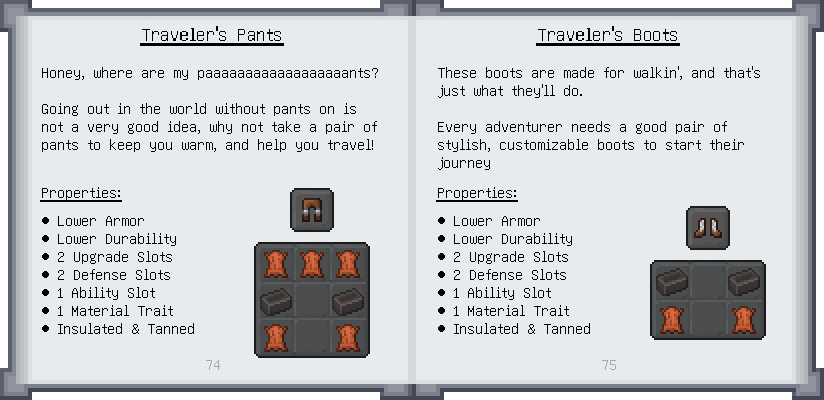 Traveler's Pants
Honey, where are my paaaaaaaaaaaaaaaaaants?
Going out in the world without pants on is
not a very good idea, why not take a pair of
pants to keep you warm, and help you travel!
Properties:
● Lower Armor
● Lower Durability
● 2 Upgrade Slots
● 2 Defense Slots
● 1 Ability Slot
● 1 Material Trait
● Insulated & Tanned
74
Traveler's Boots
These boots are made for walkin', and that's
just what they'll do.
Every adventurer needs a good pair of
stylish, customizable boots to start their
journey
Properties:
● Lower Armor
● Lower Durability
● 2 Upgrade Slots
● 2 Defense Slots
● 1 Ability Slot
● 1 Material Trait
● Insulated & Tanned
75